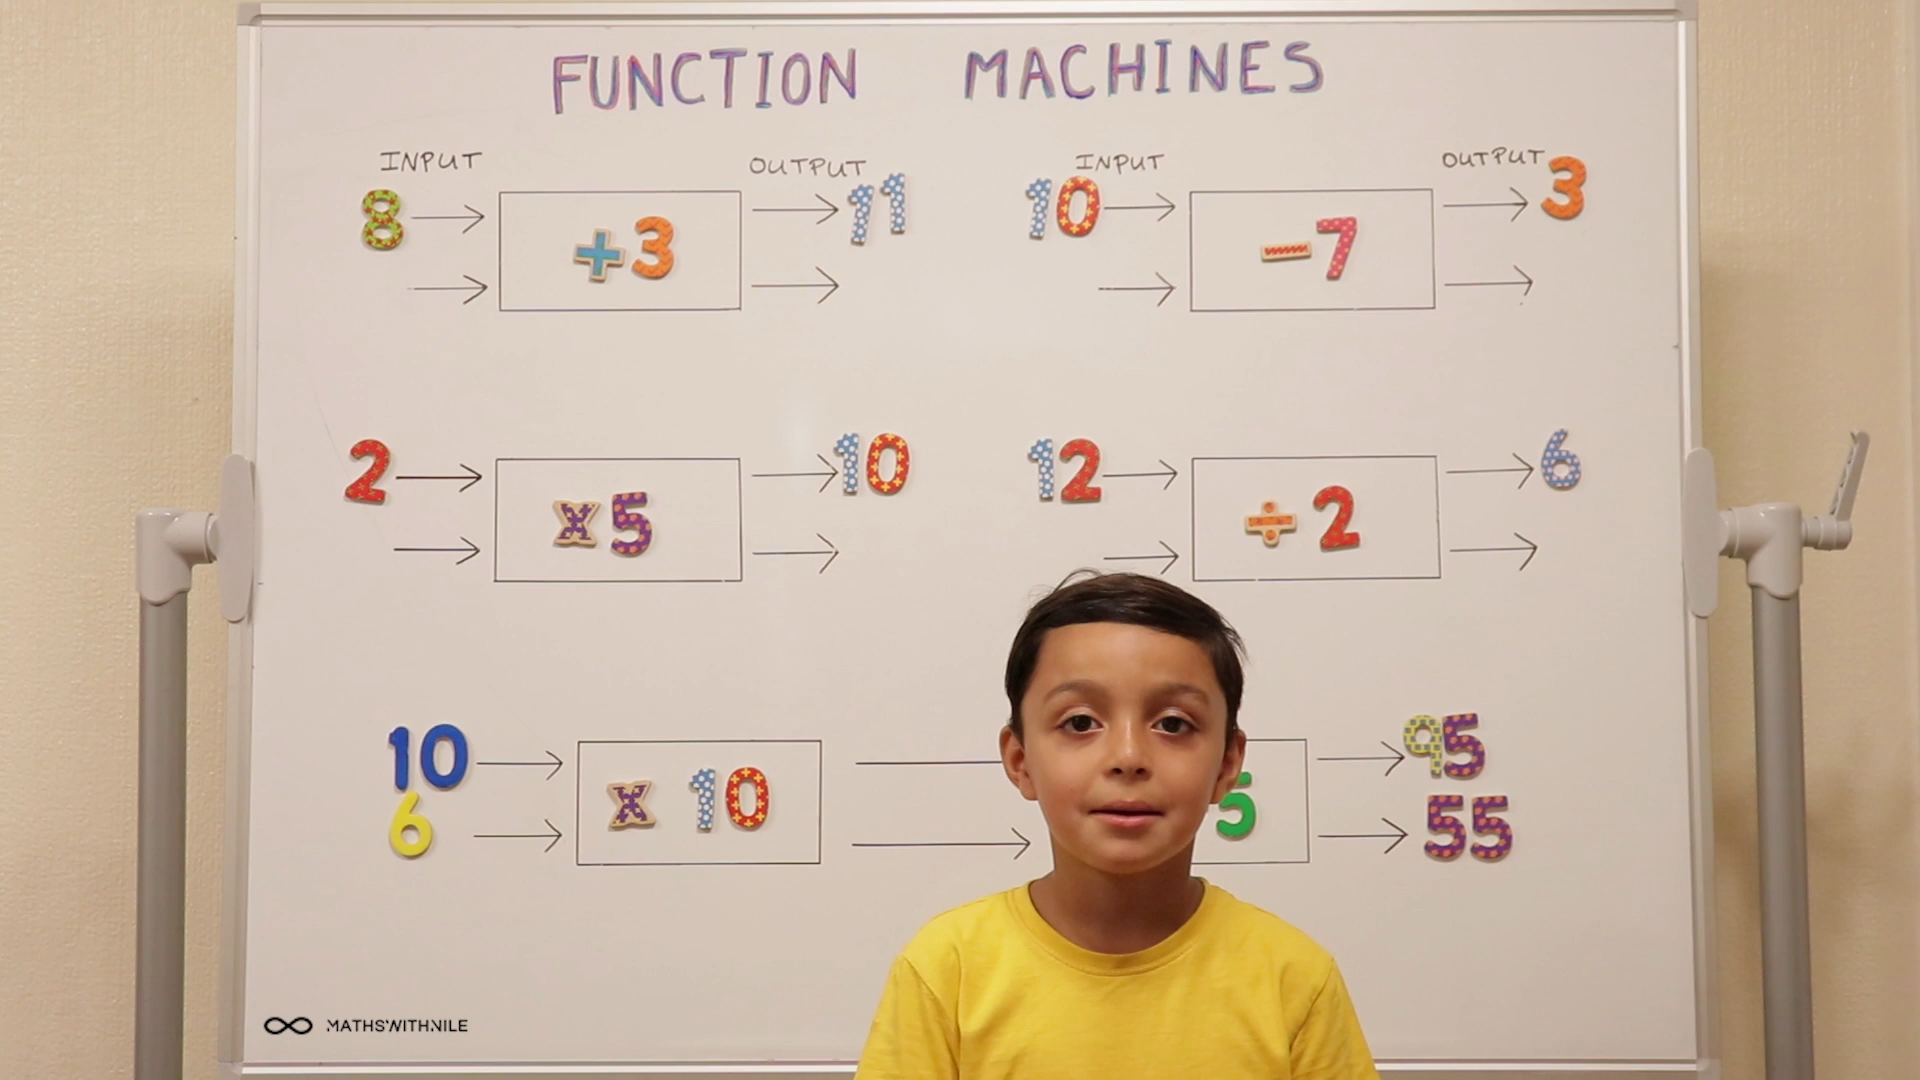 FUNCTION MACHINES
INPUT OUTPUT INPUT OUTPUT
8 +3 11 10 −7 3
2 x5 10 12 ÷2 6
10 x 10 5 95
6 55
MATHSWITHNILE